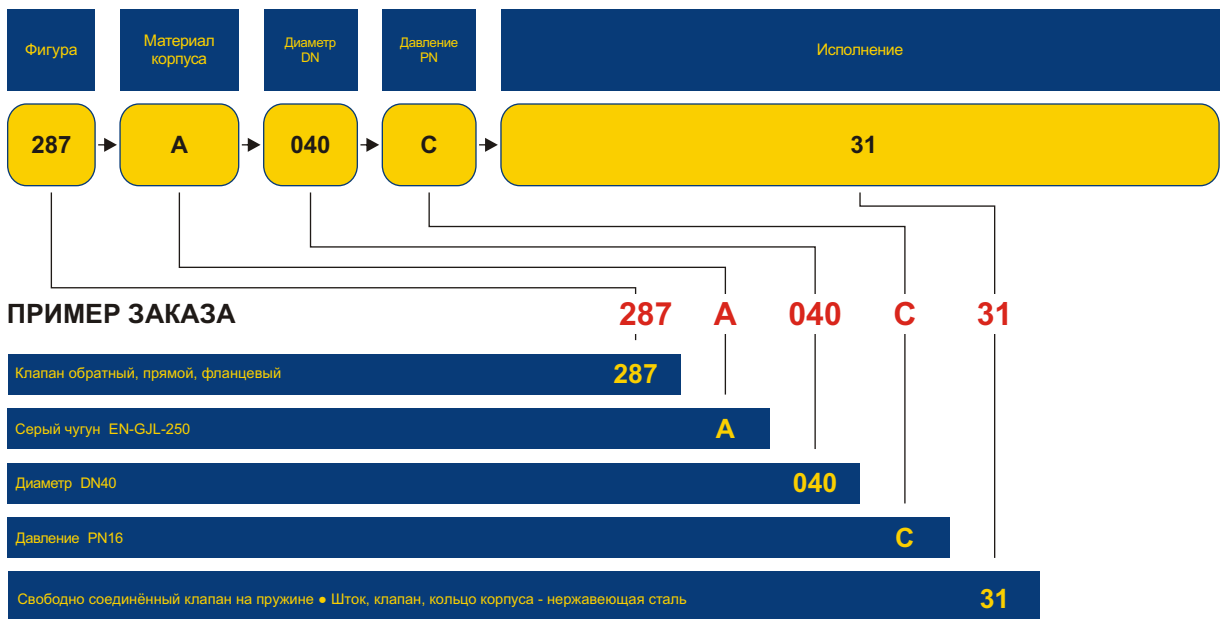 Фигура
Материал
корпуса
Диаметр
DN
Давление
PN
Исполнение
287
A
040
C
31
ПРИМЕР ЗАКАЗА 287 A 040 C 31
Клапан обратный, прямой, фланцевый 287
Серый чугун EN-GJL-250 A
Диаметр DN40 040
Давление PN16 C
Свободно соединённый клапан на пружине ● Шток, клапан, кольцо корпуса - нержавеющая сталь 31